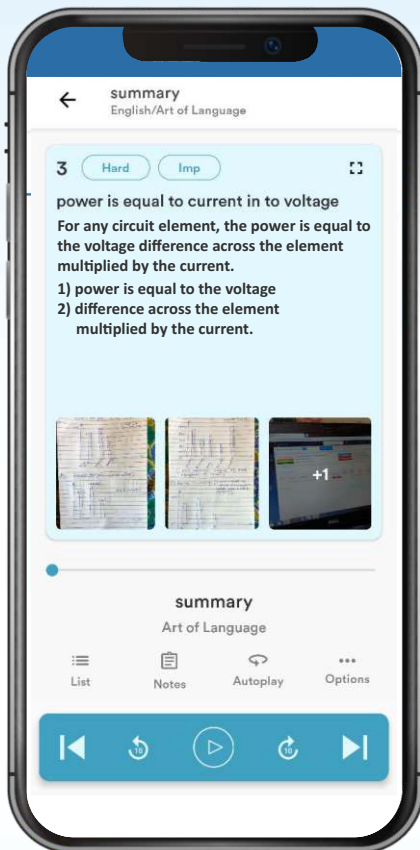 summary
English/Art of Language
3 Hard Imp
power is equal to current in to voltage
For any circuit element, the power is equal to
the voltage difference across the element
multiplied by the current.
1) power is equal to the voltage
2) difference across the element
multiplied by the current.
+1
summary
Art of Language
List Notes Autoplay Options
10 10